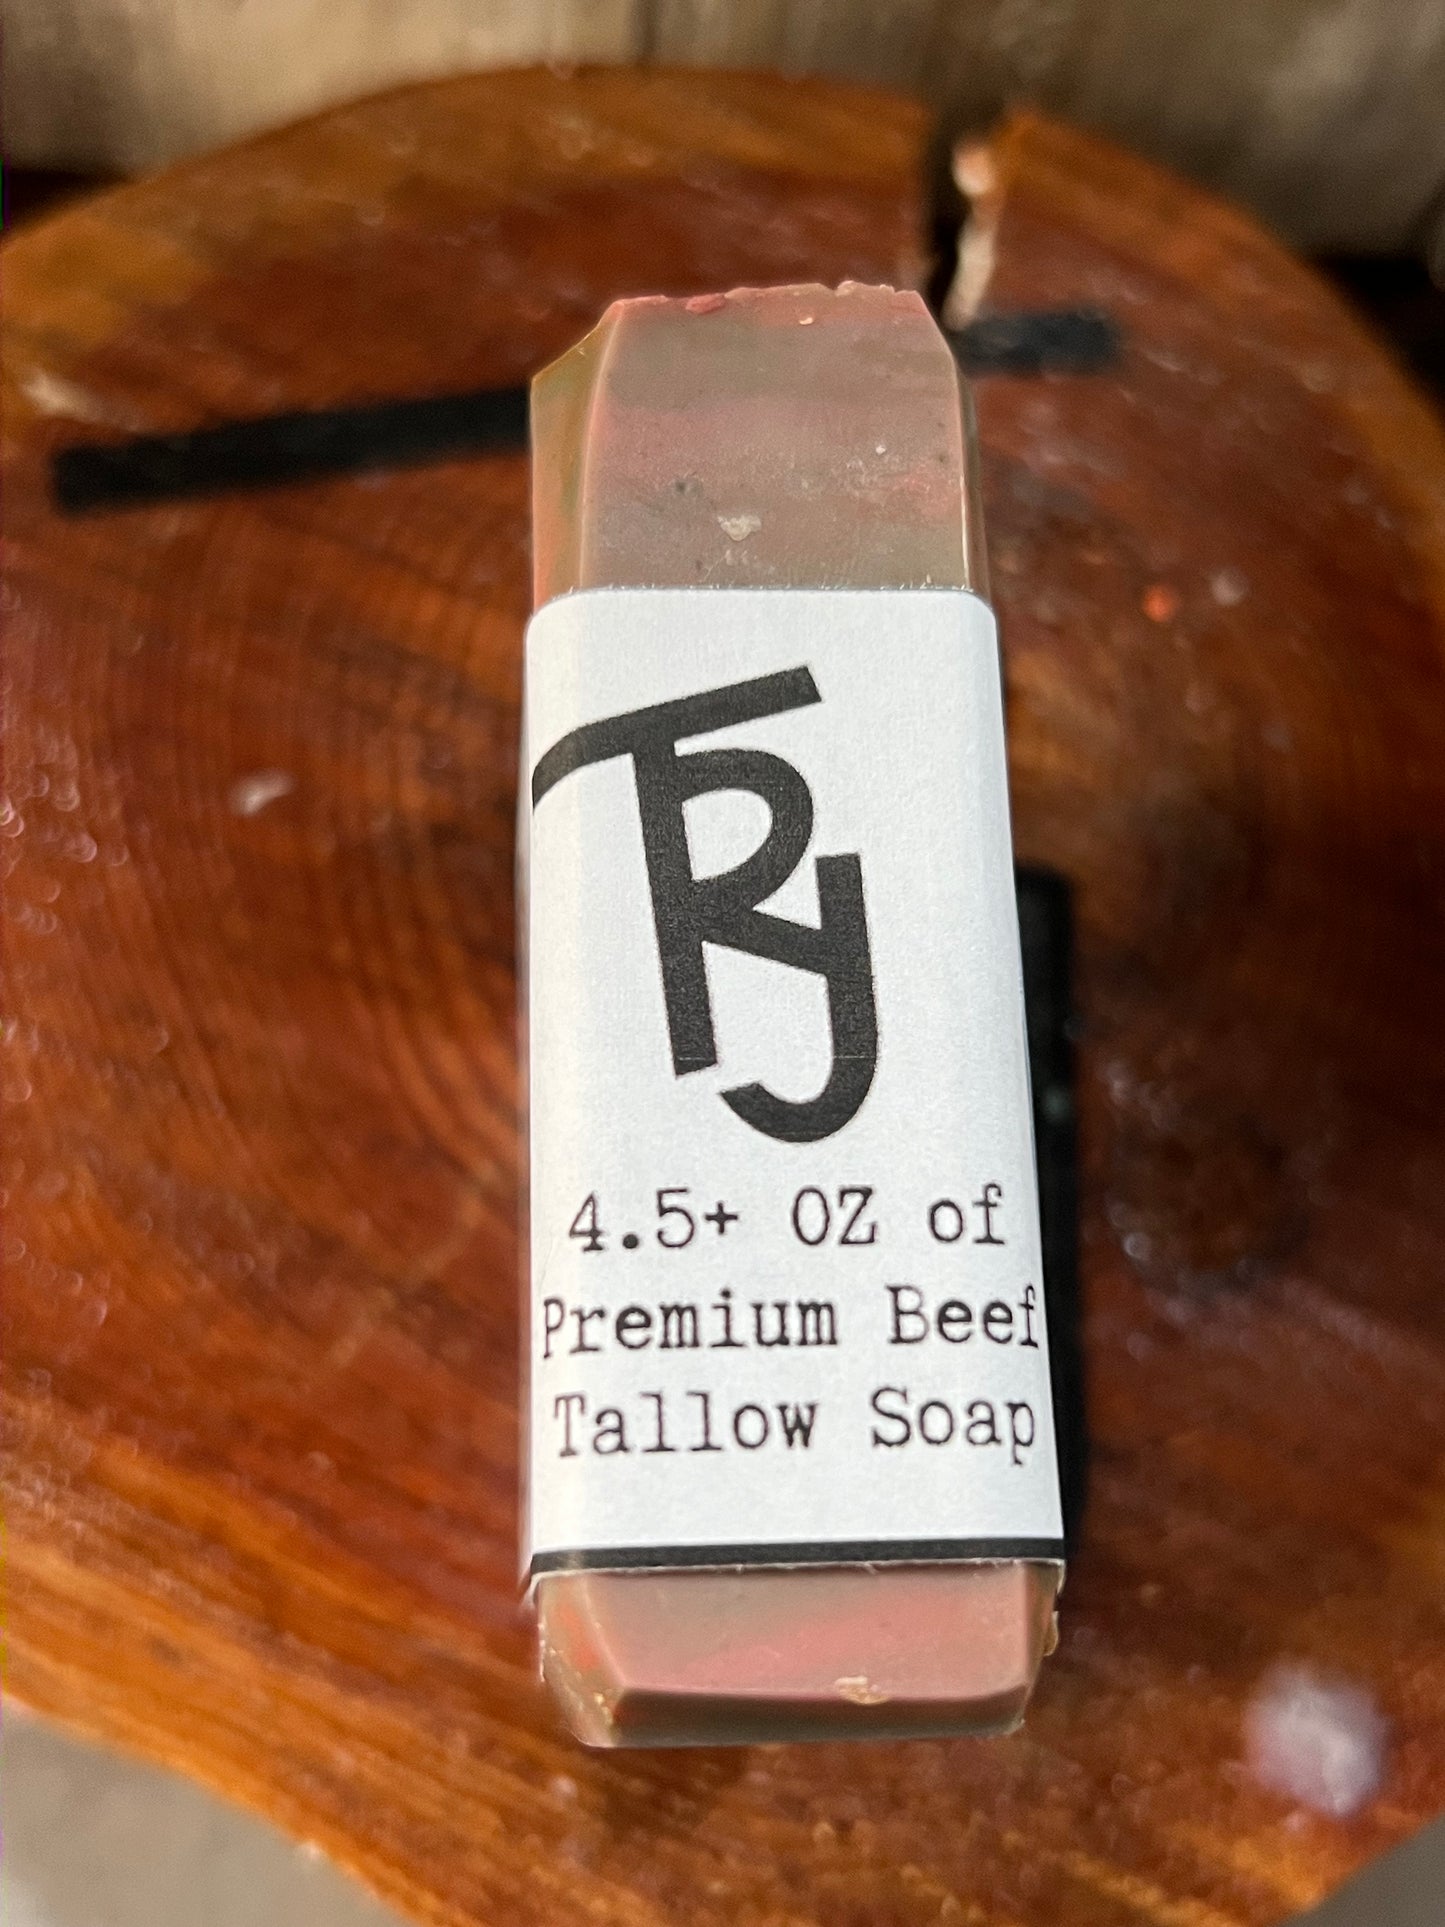 TRJ
4.5+ OZ of
Premium Beef
Tallow Soap